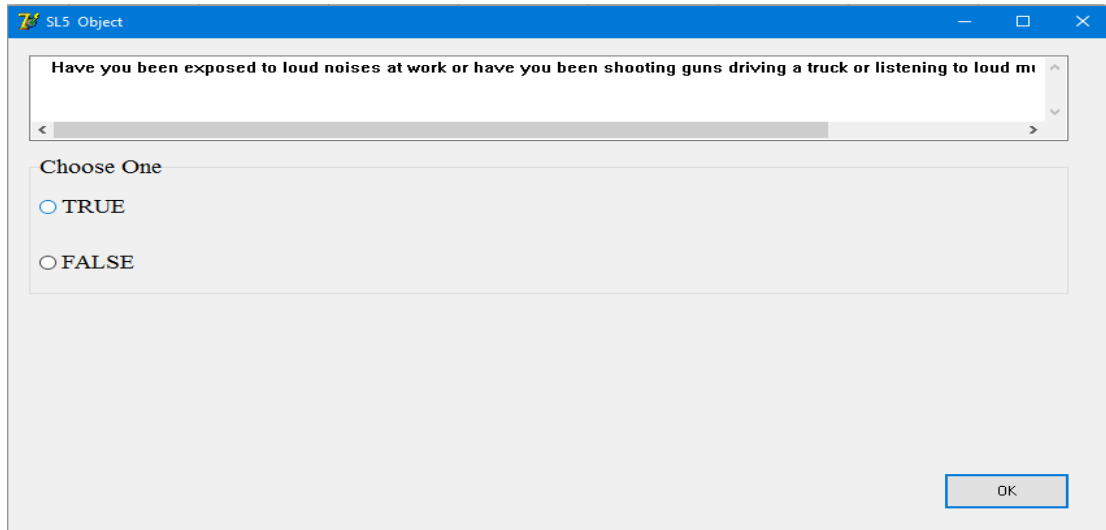 SL5 Object
Have you been exposed to loud noises at work or have you been shooting guns driving a truck or listening to loud
Choose One
TRUE
FALSE
OK